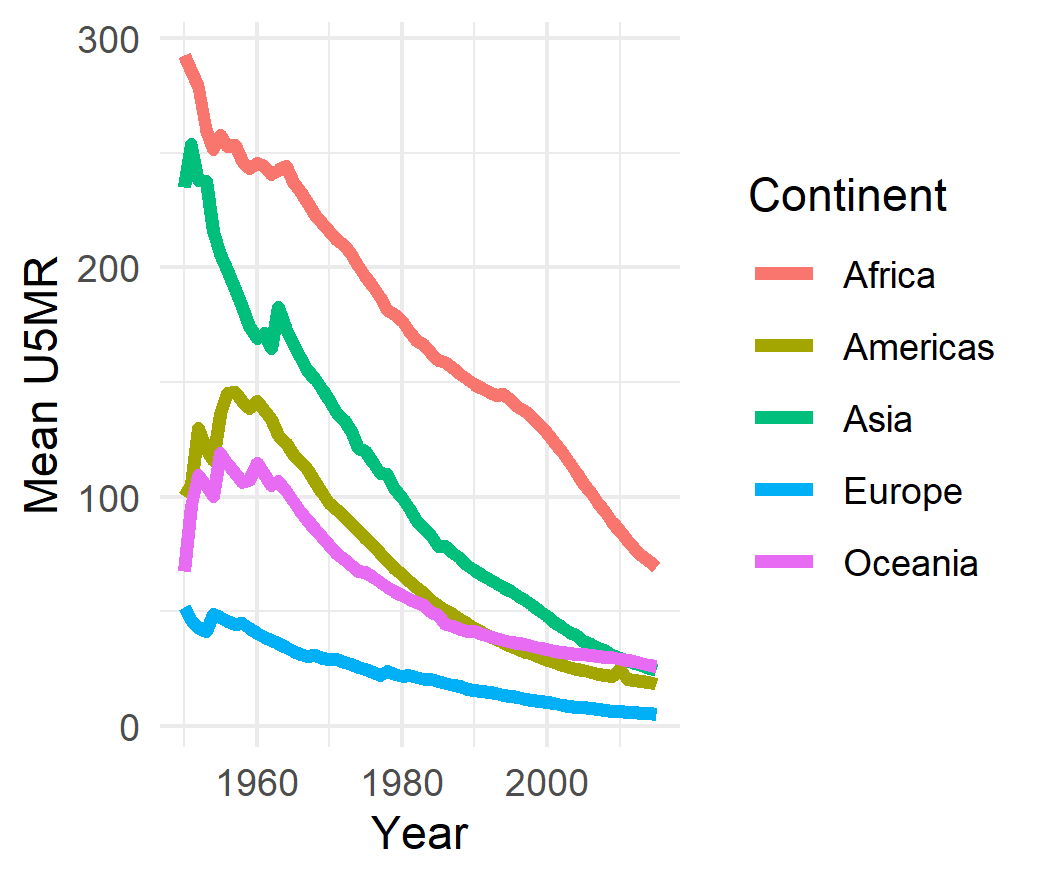 300
200
100
0
Mean U5MR
1960 1980 2000
Year
Continent
Africa
Americas
Asia
Europe
Oceania